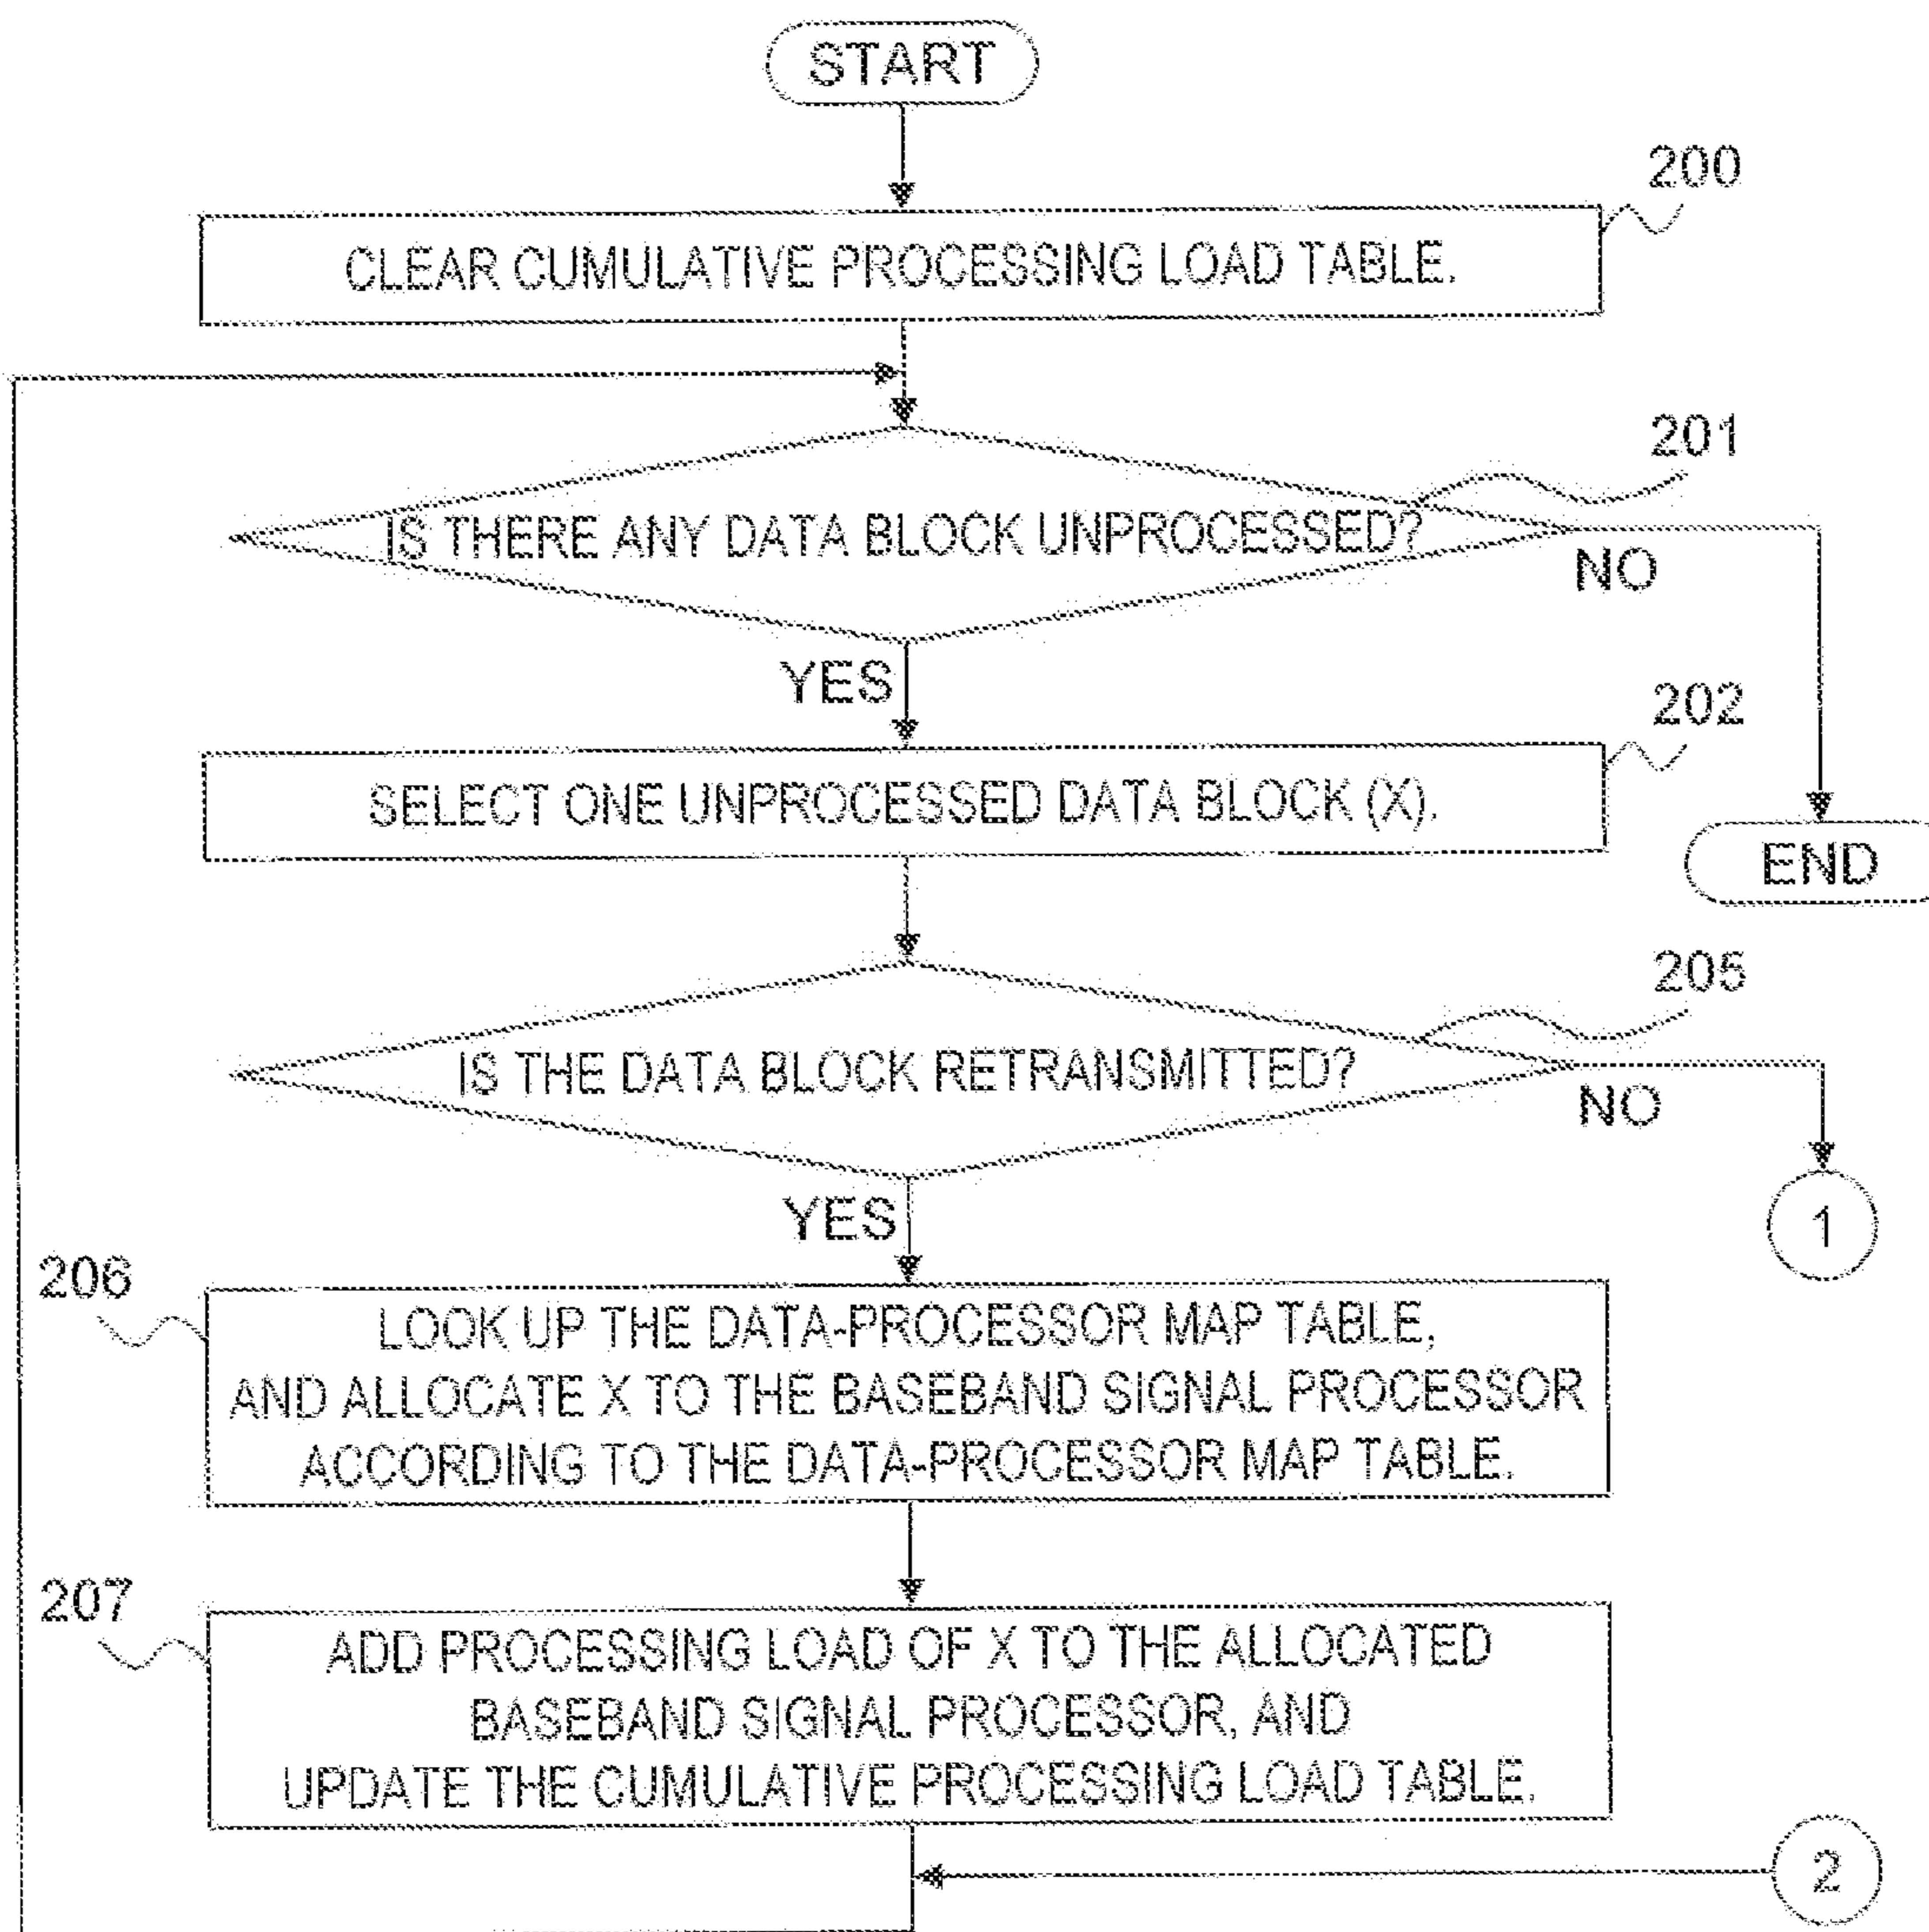 START
200
CLEAR CUMULATIVE PROCESSING LOAD TABLE.
201
IS THERE ANY DATA BLOCK UNPROCESSED?
NO
YES
202
SELECT ONE UNPROCESSED DATA BLOCK (X).
END
205
IS THE DATA BLOCK RETRANSMITTED?
NO
YES
1
206
LOOK UP THE DATA-PROCESSOR MAP TABLE,
AND ALLOCATE X TO THE BASEBAND SIGNAL PROCESSOR
ACCORDING TO THE DATA-PROCESSOR MAP TABLE.
207
ADD PROCESSING LOAD OF X TO THE ALLOCATED
BASEBAND SIGNAL PROCESSOR, AND
UPDATE THE CUMULATIVE PROCESSING LOAD TABLE.
2